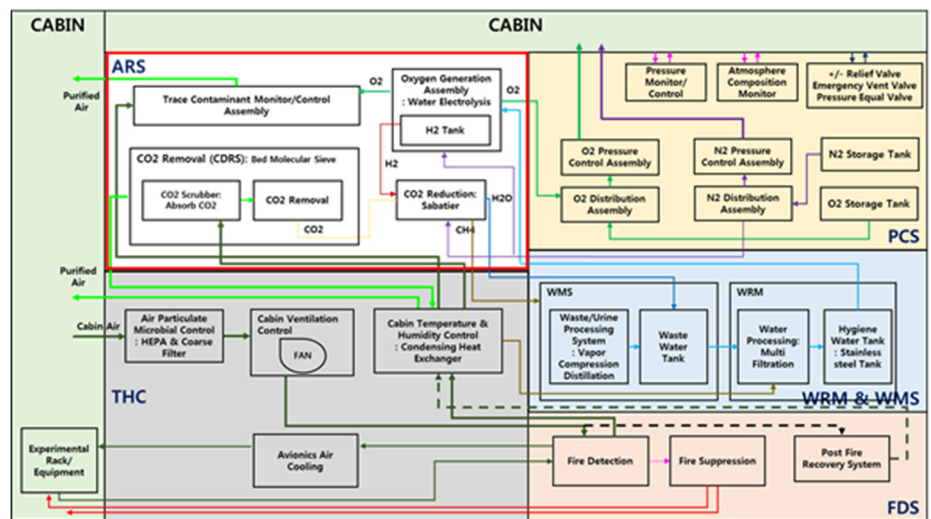 CABIN
CABIN
ARS
Purified
Air
Trace Contaminant Monitor/Control
Assembly
O2
Oxygen Generation
Assembly
: Water Electrolysis
O2
H2 Tank
H2
CO2 Removal (CDRS): Bed Molecular Sieve
CO2 Scrubber:
Absorb CO2
CO2 Removal
CO2
CO2 Reduction:
Sabatier
H2O
CH4
Pressure
Monitor/
Control
Atmosphere
Composition
Monitor
+/- Relief Valve
Emergency Vent Valve
Pressure Equal Valve
O2 Pressure
Control Assembly
N2 Pressure
Control Assembly
N2 Storage Tank
O2 Distribution
Assembly
N2 Distribution
Assembly
O2 Storage Tank
PCS
Purified
Air
Cabin Air
Air Particulate
Microbial Control
: HEPA & Coarse
Filter
Cabin Ventilation
Control
FAN
Cabin Temperature &
Humidity Control
: Condensing Heat
Exchanger
THC
WMS
Waste/Urine
Processing
System
: Vapor
Compression
Distillation
Waste
Water
Tank
WRM
Water
Processing:
Multi
Filtration
Hygiene
Water Tank
: Stainless
steel Tank
WRM & WMS
Experimental
Rack/
Equipment
Avionics Air
Cooling
Fire Detection
Fire Suppression
Post Fire
Recovery System
FDS